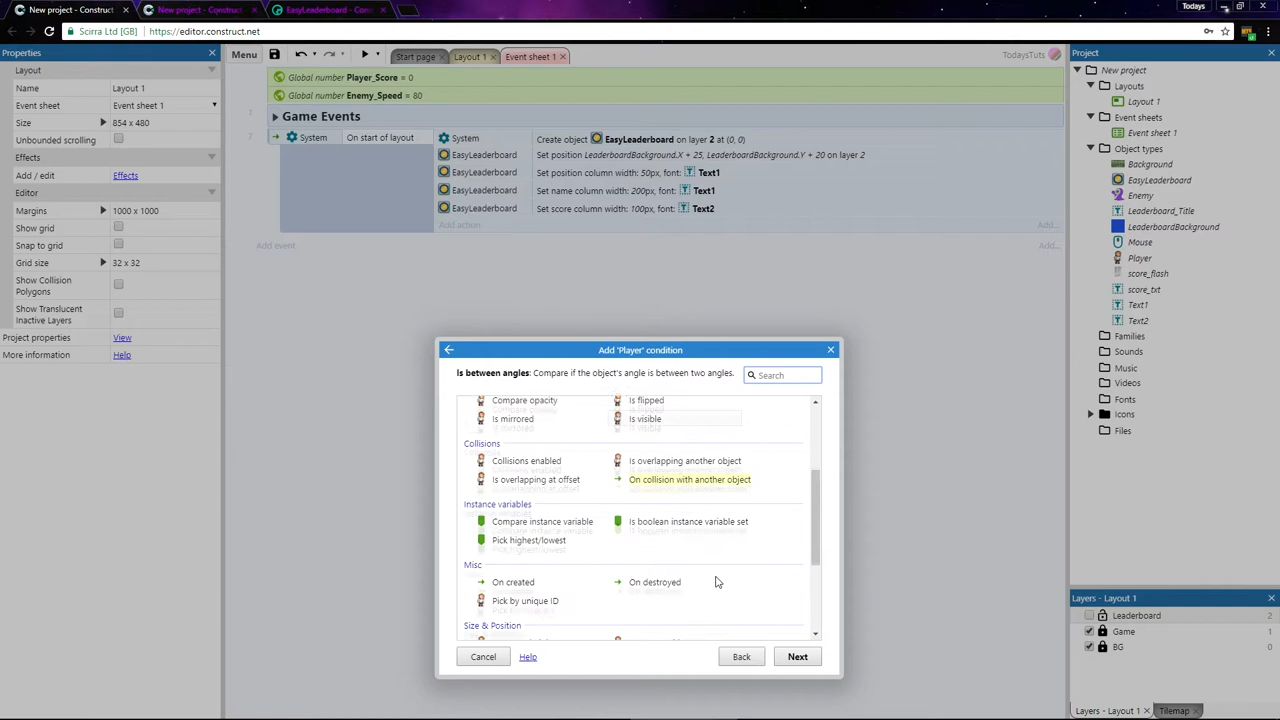 New project - Construct
New project - Construct
EasyLeaderboard - Cons
Todays
Scirra Ltd [GB] https://editor.construct.net
Properties
Menu
Start page
Layout 1
Event sheet 1
TodaysTuts
Project
Layout
Name Layout 1
Event sheet Event sheet 1
Size 854 x 480
Unbounded scrolling
Effects
Add / edit Effects
Editor
Margins 1000 x 1000
Show grid
Snap to grid
Grid size 32 x 32
Show Collision
Polygons
Show Translucent
Inactive Layers
Project properties View
More information Help
Global number Player_Score = 0
Global number Enemy_Speed = 80
1
Game Events
7
System On start of layout
System Create object EasyLeaderboard on layer 2 at (0, 0)
EasyLeaderboard Set position LeaderboardBackground.X + 25, LeaderboardBackground.Y + 20 on layer 2
EasyLeaderboard Set position column width: 50px, font: Text1
EasyLeaderboard Set name column width: 200px, font: Text1
EasyLeaderboard Set score column width: 100px, font: Text2
Add action Add...
Add event Add...
Add 'Player' condition
Is between angles: Compare if the object's angle is between two angles.
Search
Compare opacity Is flipped
Is mirrored Is visible
Collisions
Collisions enabled Is overlapping another object
Is overlapping at offset On collision with another object
Instance variables
Compare instance variable Is boolean instance variable set
Pick highest/lowest
Misc
On created On destroyed
Pick by unique ID
Size & Position
Cancel Help Back Next
New project
Layouts
Layout 1
Event sheets
Event sheet 1
Object types
Background
EasyLeaderboard
Enemy
Leaderboard_Title
LeaderboardBackground
Mouse
Player
score_flash
score_txt
Text1
Text2
Families
Sounds
Music
Videos
Fonts
Icons
Files
Layers - Layout 1
Leaderboard 2
Game 1
BG 0
Layers - Layout 1
Tilemap